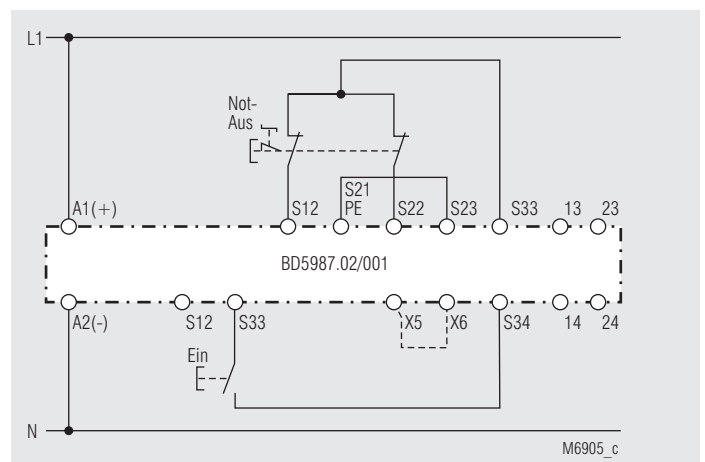 L1
Not-
Aus
A1(+)
S12
S21
PE
S22
S23
S33
13
23
BD5987.02/001
A2(-)
S12
S33
X5
X6
S34
14
24
Ein
N
M6905_c